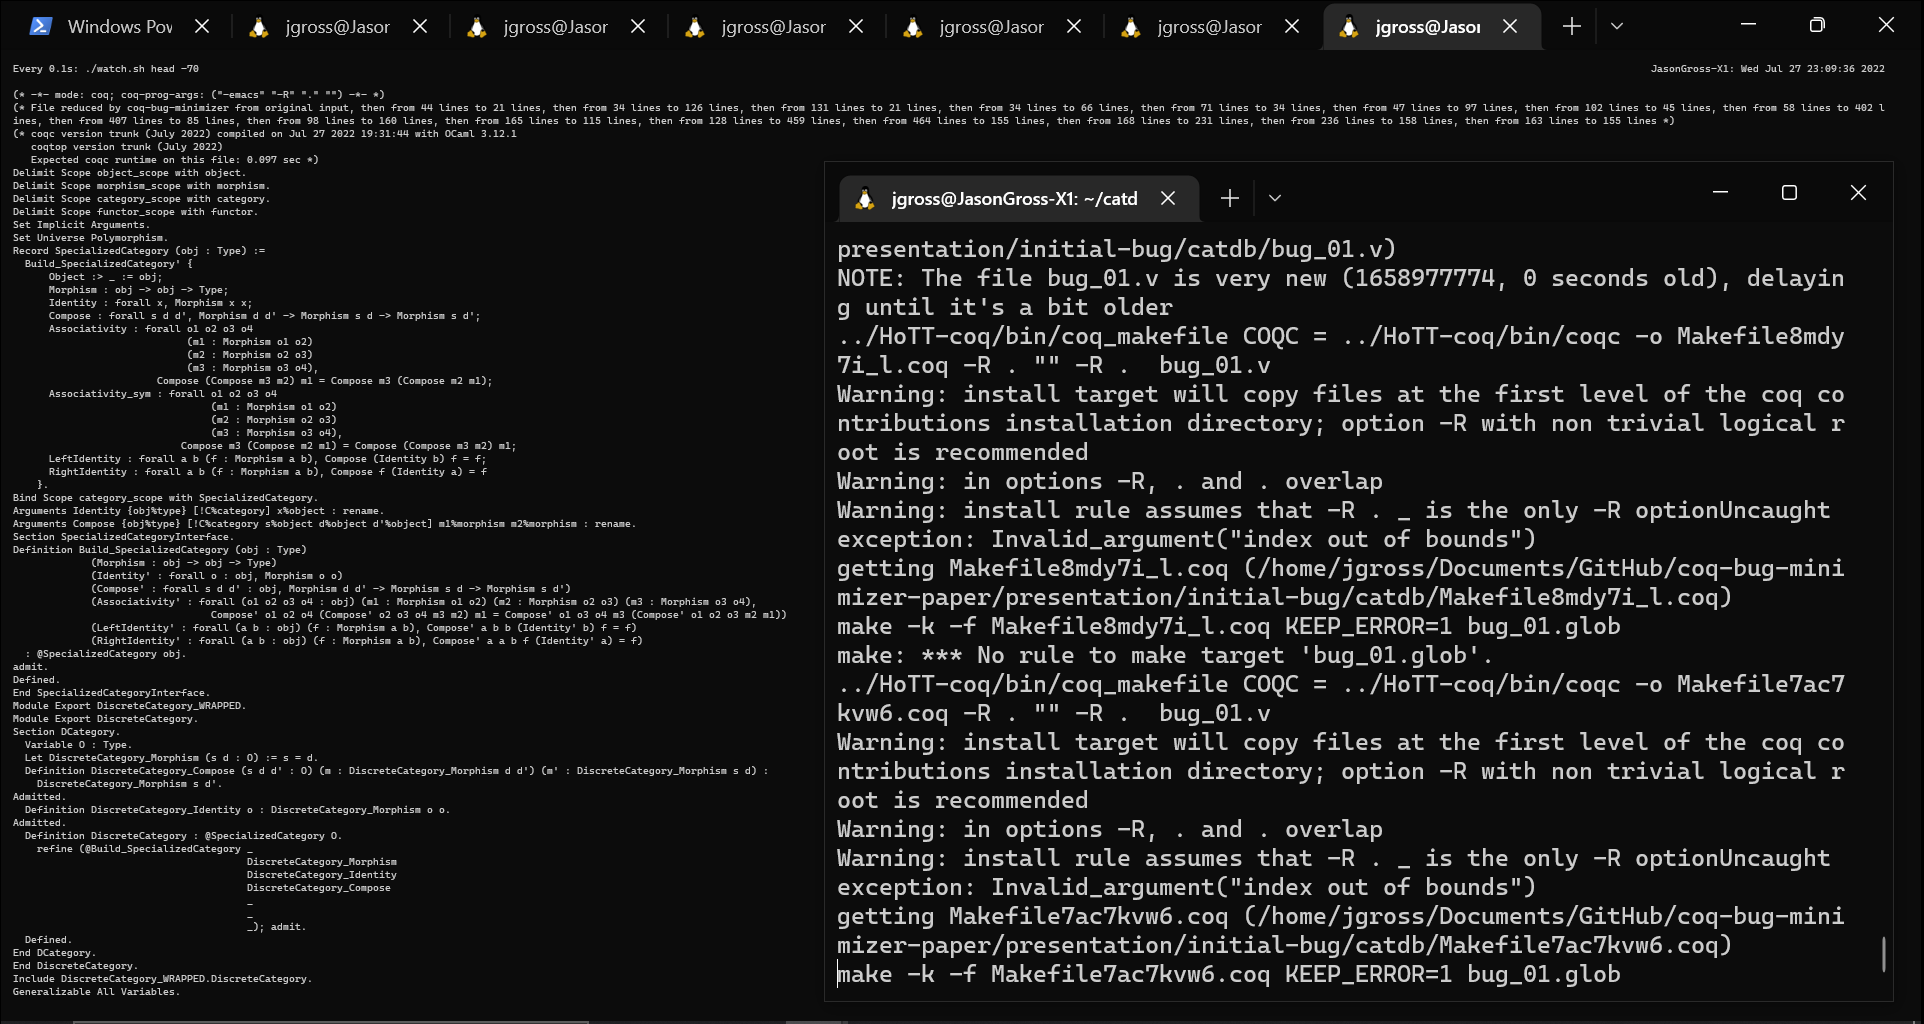 Windows Pov
jgross@Jasor
jgross@Jasor
jgross@Jasor
jgross@Jasor
jgross@Jasor
jgross@Jasor
Every 0.1s: ./watch.sh head -70
JasonGross-X1: Wed Jul 27 23:09:36 2022
(* -*- mode: coq; coq-prog-args: ("-emacs" "-R" "." "") -*- *)
(* File reduced by coq-bug-minimizer from original input, then from 44 lines to 21 lines, then from 34 lines to 126 lines, then from 131 lines to 21 lines, then from 34 lines to 66 lines, then from 71 lines to 34 lines, then from 47 lines to 97 lines, then from 102 lines to 45 lines, then from 58 lines to 402 l
ines, then from 407 lines to 85 lines, then from 98 lines to 160 lines, then from 165 lines to 115 lines, then from 128 lines to 459 lines, then from 464 lines to 155 lines, then from 168 lines to 231 lines, then from 236 lines to 158 lines, then from 163 lines to 155 lines *)
(* coqc version trunk (July 2022) compiled on Jul 27 2022 19:31:44 with OCaml 3.12.1
coqtop version trunk (July 2022)
Expected coqc runtime on this file: 0.097 sec *)
Delimit Scope object_scope with object.
Delimit Scope morphism_scope with morphism.
Delimit Scope category_scope with category.
Delimit Scope functor_scope with functor.
Set Implicit Arguments.
Set Universe Polymorphism.
Record SpecializedCategory (obj : Type) :=
Build_SpecializedCategory' {
Object :> _ := obj;
Morphism : obj -> obj -> Type;
Identity : forall x, Morphism x x;
Compose : forall s d d', Morphism d d' -> Morphism s d -> Morphism s d';
Associativity : forall o1 o2 o3 o4
(m1 : Morphism o1 o2)
(m2 : Morphism o2 o3)
(m3 : Morphism o3 o4),
Compose (Compose m3 m2) m1 = Compose m3 (Compose m2 m1);
Associativity_sym : forall o1 o2 o3 o4
(m1 : Morphism o1 o2)
(m2 : Morphism o2 o3)
(m3 : Morphism o3 o4),
Compose m3 (Compose m2 m1) = Compose (Compose m3 m2) m1;
LeftIdentity : forall a b (f : Morphism a b), Compose (Identity b) f = f;
RightIdentity : forall a b (f : Morphism a b), Compose f (Identity a) = f
}.
Bind Scope category_scope with SpecializedCategory.
Arguments Identity {obj%type} [!C%category] x%object : rename.
Arguments Compose {obj%type} [!C%category s%object d%object d'%object] m1%morphism m2%morphism : rename.
Section SpecializedCategoryInterface.
Definition Build_SpecializedCategory (obj : Type)
(Morphism : obj -> obj -> Type)
(Identity' : forall o : obj, Morphism o o)
(Compose' : forall s d d' : obj, Morphism d d' -> Morphism s d -> Morphism s d')
(Associativity' : forall (o1 o2 o3 o4 : obj) (m1 : Morphism o1 o2) (m2 : Morphism o2 o3) (m3 : Morphism o3 o4),
Compose' o1 o2 o4 (Compose' o2 o3 o4 m3 m2) m1 = Compose' o1 o3 o4 m3 (Compose' o1 o2 o3 m2 m1))
(LeftIdentity' : forall (a b : obj) (f : Morphism a b), Compose' a b b (Identity' b) f = f)
(RightIdentity' : forall (a b : obj) (f : Morphism a b), Compose' a a b f (Identity' a) = f)
: @SpecializedCategory obj.
admit.
Defined.
End SpecializedCategoryInterface.
Module Export DiscreteCategory_WRAPPED.
Module Export DiscreteCategory.
Section DCategory.
Variable O : Type.
Let DiscreteCategory_Morphism (s d : O) := s = d.
Definition DiscreteCategory_Compose (s d d' : O) (m : DiscreteCategory_Morphism d d') (m' : DiscreteCategory_Morphism s d) :
DiscreteCategory_Morphism s d'.
Admitted.
Definition DiscreteCategory_Identity o : DiscreteCategory_Morphism o o.
Admitted.
Definition DiscreteCategory : @SpecializedCategory O.
refine (@Build_SpecializedCategory _
DiscreteCategory_Morphism
DiscreteCategory_Identity
DiscreteCategory_Compose
_
_
_); admit.
Defined.
End DCategory.
End DiscreteCategory.
Include DiscreteCategory_WRAPPED.DiscreteCategory.
Generalizable All Variables.
jgross@JasonGross-X1: ~/catd
presentation/initial-bug/catdb/bug_01.v)
NOTE: The file bug_01.v is very new (1658977774, 0 seconds old), delayin
g until it's a bit older
../HoTT-coq/bin/coq_makefile COQC = ../HoTT-coq/bin/coqc -o Makefile8mdy
7i_l.coq -R . "" -R .  bug_01.v
Warning: install target will copy files at the first level of the coq co
ntributions installation directory; option -R with non trivial logical r
oot is recommended
Warning: in options -R, . and . overlap
Warning: install rule assumes that -R . _ is the only -R optionUncaught
exception: Invalid_argument("index out of bounds")
getting Makefile8mdy7i_l.coq (/home/jgross/Documents/GitHub/coq-bug-mini
mizer-paper/presentation/initial-bug/catdb/Makefile8mdy7i_l.coq)
make -k -f Makefile8mdy7i_l.coq KEEP_ERROR=1 bug_01.glob
make: *** No rule to make target 'bug_01.glob'.
../HoTT-coq/bin/coq_makefile COQC = ../HoTT-coq/bin/coqc -o Makefile7ac7
kvw6.coq -R . "" -R .  bug_01.v
Warning: install target will copy files at the first level of the coq co
ntributions installation directory; option -R with non trivial logical r
oot is recommended
Warning: in options -R, . and . overlap
Warning: install rule assumes that -R . _ is the only -R optionUncaught
exception: Invalid_argument("index out of bounds")
getting Makefile7ac7kvw6.coq (/home/jgross/Documents/GitHub/coq-bug-mini
mizer-paper/presentation/initial-bug/catdb/Makefile7ac7kvw6.coq)
make -k -f Makefile7ac7kvw6.coq KEEP_ERROR=1 bug_01.glob